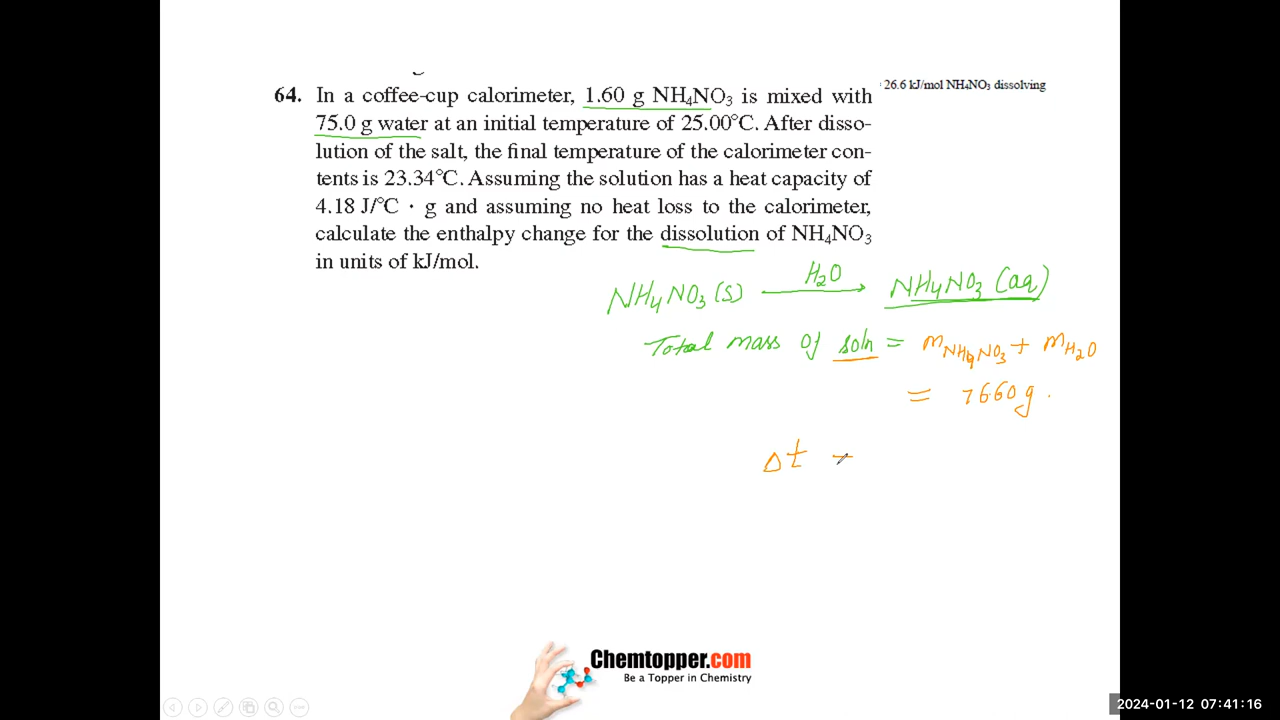 26.6 kJ/mol NH₄NO₃ dissolving
64. In a coffee-cup calorimeter, 1.60 g NH₄NO₃ is mixed with
75.0 g water at an initial temperature of 25.00°C. After disso-
lution of the salt, the final temperature of the calorimeter con-
tents is 23.34°C. Assuming the solution has a heat capacity of
4.18 J/°C · g and assuming no heat loss to the calorimeter,
calculate the enthalpy change for the dissolution of NH₄NO₃
in units of kJ/mol.
H₂O
NH₄NO₃(s) ⟶ NH₄NO₃(aq)
Total mass of soln = m NH₄NO₃ + m H₂O
= 7660g.
Δt
Chemtopper.com
Be a Topper in Chemistry
2024-01-12 07:41:16